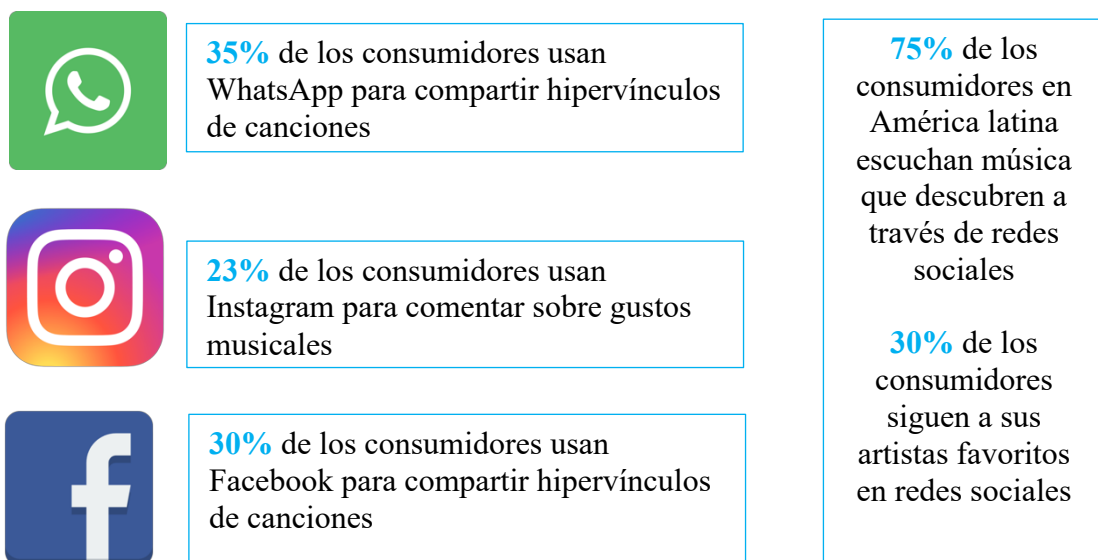 35% de los consumidores usan
WhatsApp para compartir hipervínculos
de canciones
23% de los consumidores usan
Instagram para comentar sobre gustos
musicales
30% de los consumidores usan
Facebook para compartir hipervínculos
de canciones
75% de los
consumidores en
América latina
escuchan música
que descubren a
través de redes
sociales
30% de los
consumidores
siguen a sus
artistas favoritos
en redes sociales